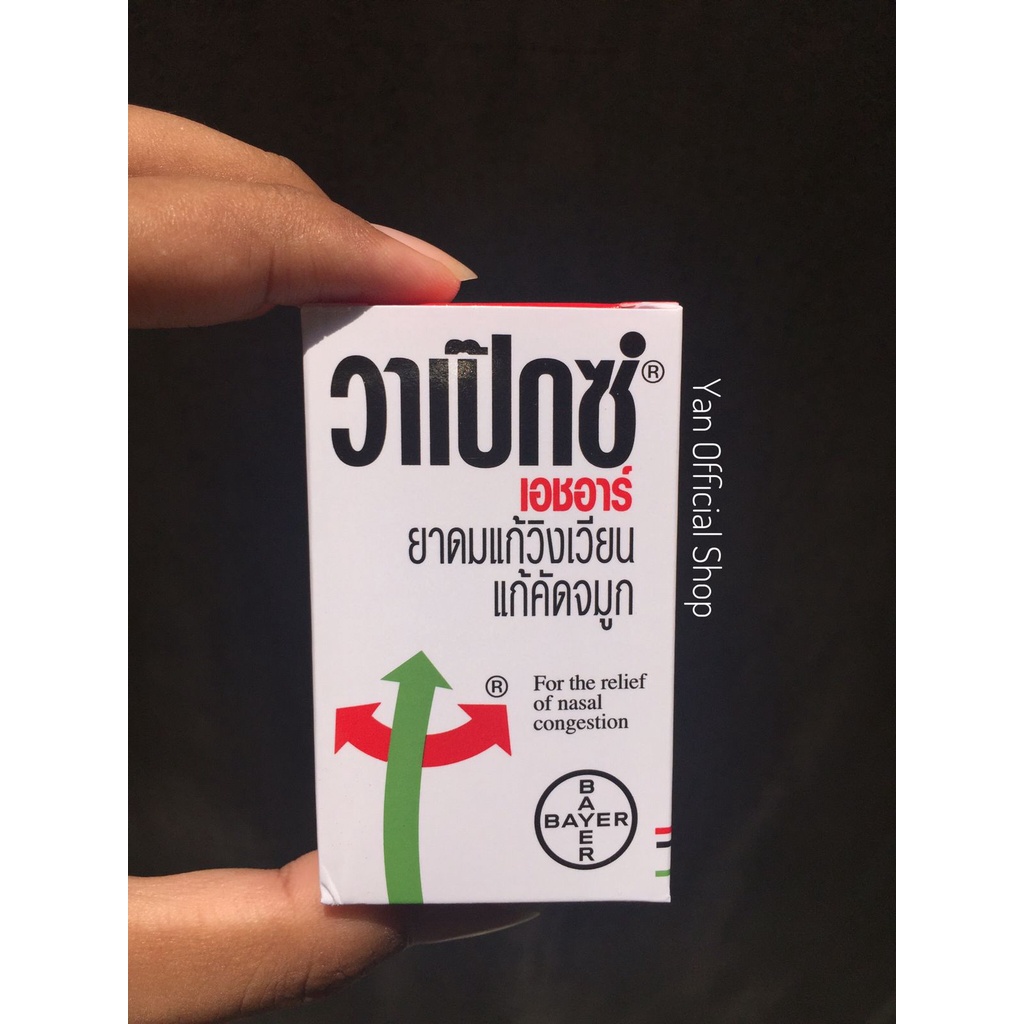 วาเป๊กซ์®
เอชอาร์
ยาดมแก้วิงเวียน
แก้คัดจมูก
®
For the relief
of nasal
congestion
BAYER
BAYER
Yan Official Shop